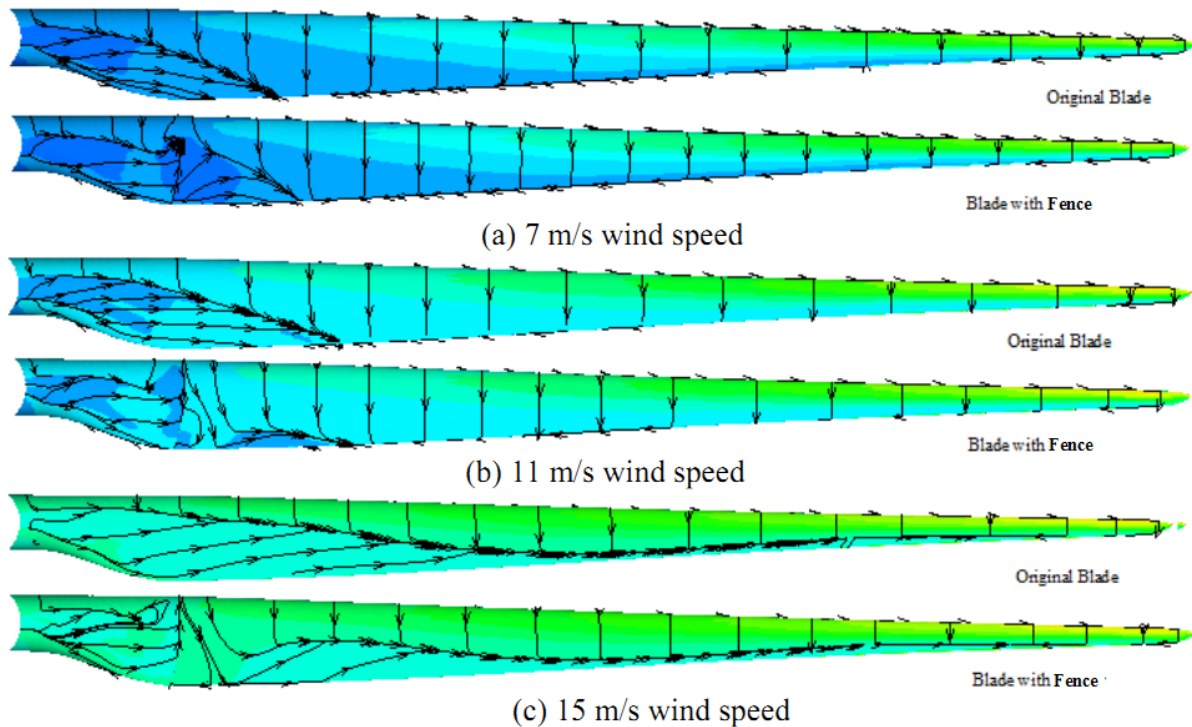 Original Blade
Blade with Fence
(a) 7 m/s wind speed
Original Blade
Blade with Fence
(b) 11 m/s wind speed
Original Blade
Blade with Fence
(c) 15 m/s wind speed